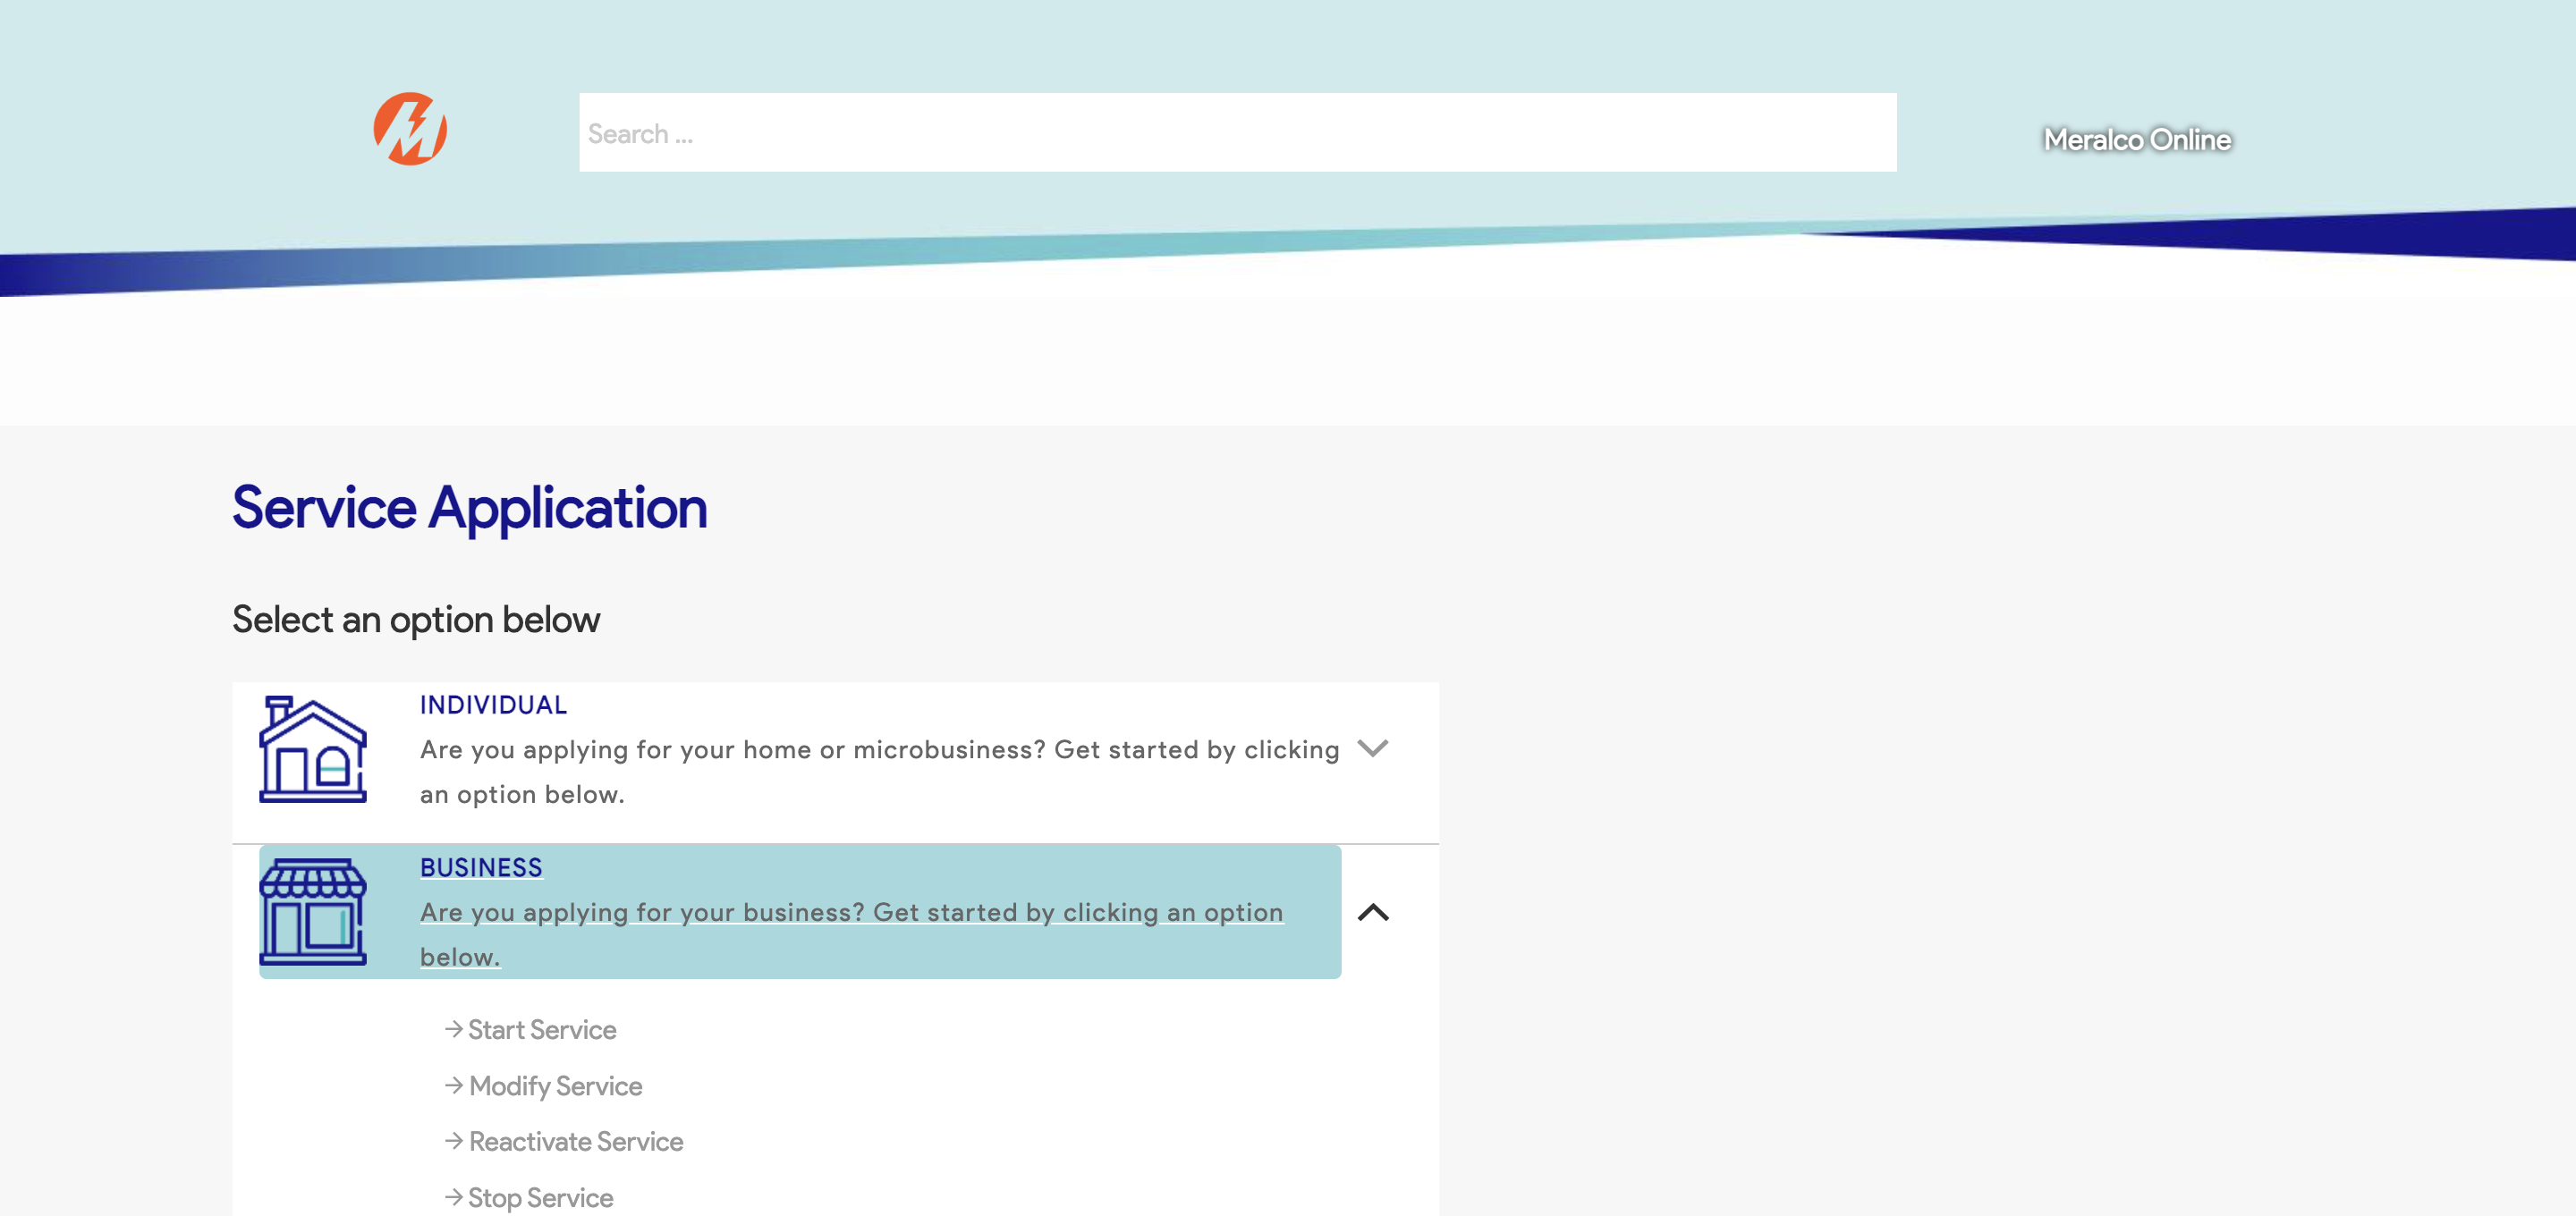 Search ...
Meralco Online
Service Application
Select an option below
INDIVIDUAL
Are you applying for your home or microbusiness? Get started by clicking
an option below.
BUSINESS
Are you applying for your business? Get started by clicking an option
below.
→ Start Service
→ Modify Service
→ Reactivate Service
→ Stop Service